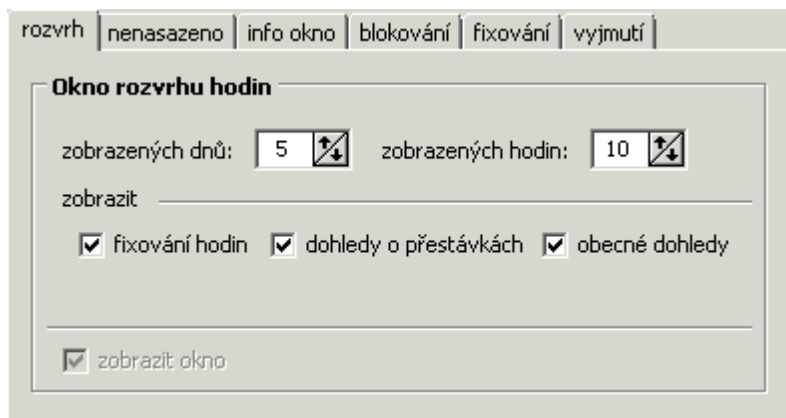 rozvrh nenasazeno info okno blokování fixování vyjmutí
Okno rozvrhu hodin
zobrazených dnů: 5 zobrazených hodin: 10
zobrazit
fixování hodin dohledy o přestávkách obecné dohledy
zobrazit okno